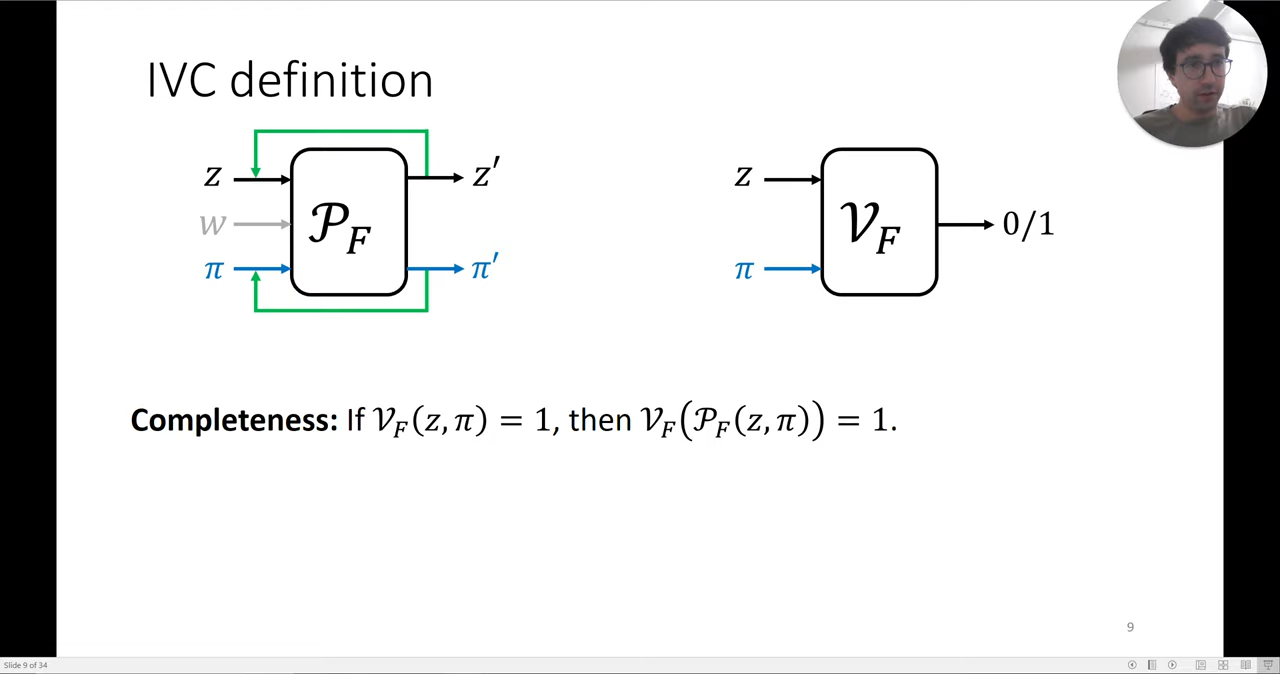 IVC definition
z
w
π
𝒫_F
z′
π′
z
π
𝒱_F
0/1
Completeness: If 𝒱_F(z, π) = 1, then 𝒱_F(𝒫_F(z, π)) = 1.
9
Slide 9 of 34